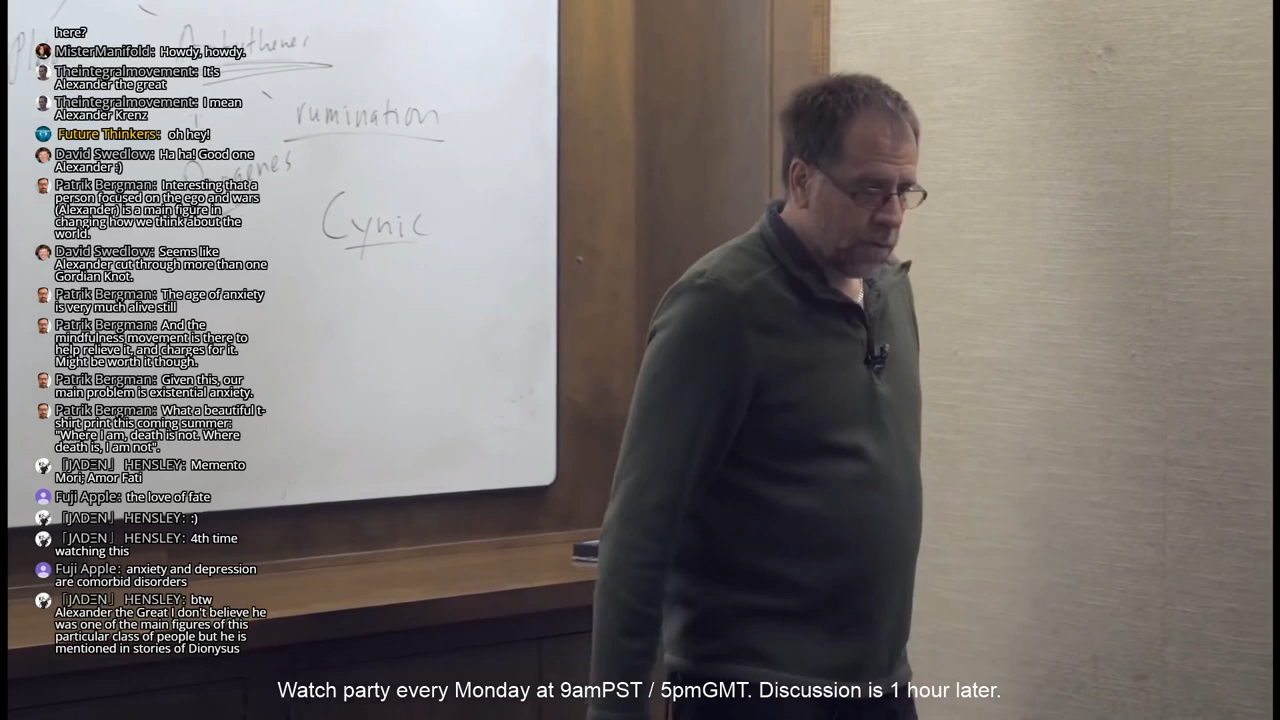 here?
MisterManifold: Howdy, howdy.
Theintegralmovement: It's
Alexander the great
Theintegralmovement: I mean
Alexander Krenz
Future Thinkers: oh hey!
David Swedlow: Ha ha! Good one
Alexander :)
Patrik Bergman: Interesting that a
person focused on the ego and wars
(Alexander) is a main figure in
changing how we think about the
world.
David Swedlow: Seems like
Alexander cut through more than one
Gordian Knot.
Patrik Bergman: The age of anxiety
is very much alive still
Patrik Bergman: And the
mindfulness movement is there to
help relieve it, and charges for it.
Might be worth it though.
Patrik Bergman: Given this, our
main problem is existential anxiety.
Patrik Bergman: What a beautiful t-
shirt print this coming summer:
"Where I am, death is not. Where
death is, I am not".
「JΛDΞN」 HENSLEY: Memento
Mori; Amor Fati
Fuji Apple: the love of fate
「JΛDΞN」 HENSLEY: :)
「JΛDΞN」 HENSLEY: 4th time
watching this
Fuji Apple: anxiety and depression
are comorbid disorders
「JΛDΞN」 HENSLEY: btw
Alexander the Great I don't believe he
was one of the main figures of this
particular class of people but he is
mentioned in stories of Dionysus
rumination
Cynic
Watch party every Monday at 9amPST / 5pmGMT. Discussion is 1 hour later.